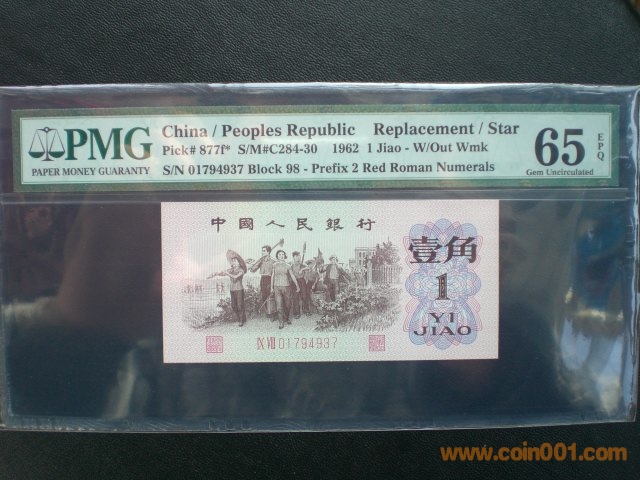 PMG
PAPER MONEY GUARANTY
China / Peoples Republic Replacement / Star
Pick# 877f* S/M#C284-30 1962 1 Jiao - W/Out Wmk
S/N 01794937 Block 98 - Prefix 2 Red Roman Numerals
65 EPQ
Gem Uncirculated
中國人民銀行
壹角
1
YI
JIAO
IX VIII 01794937
www.coin001.com